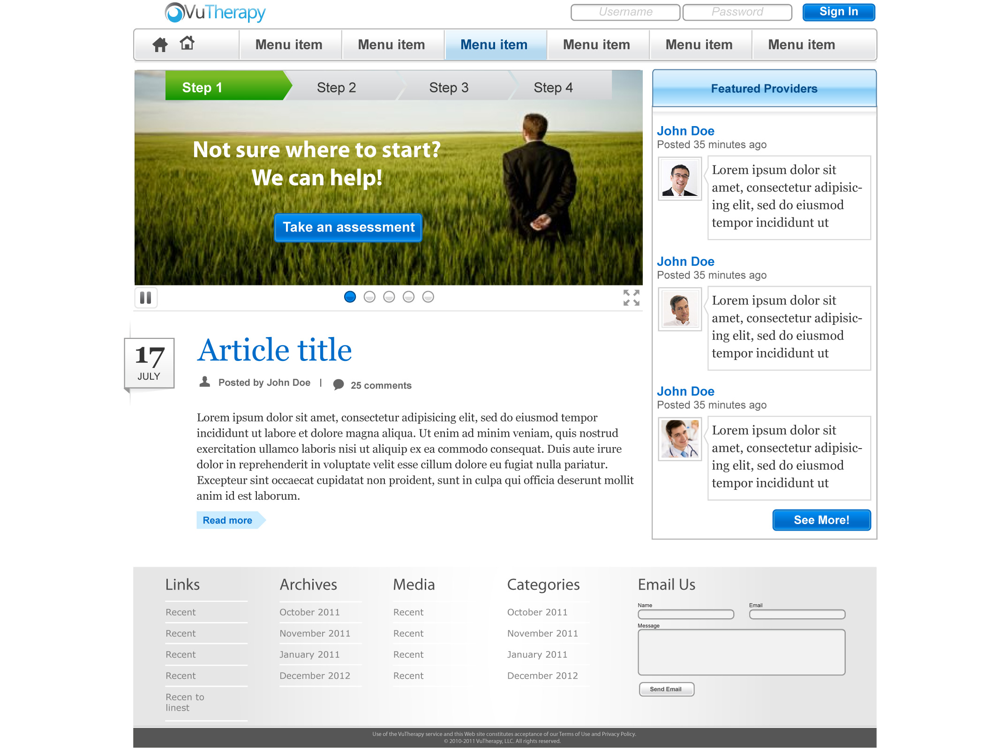 VuTherapy
Username
Password
Sign In
Menu item
Menu item
Menu item
Menu item
Menu item
Menu item
Step 1
Step 2
Step 3
Step 4
Not sure where to start?
We can help!
Take an assessment
Featured Providers
John Doe
Posted 35 minutes ago
Lorem ipsum dolor sit
amet, consectetur adipisic-
ing elit, sed do eiusmod
tempor incididunt ut
John Doe
Posted 35 minutes ago
Lorem ipsum dolor sit
amet, consectetur adipisic-
ing elit, sed do eiusmod
tempor incididunt ut
John Doe
Posted 35 minutes ago
Lorem ipsum dolor sit
amet, consectetur adipisic-
ing elit, sed do eiusmod
tempor incididunt ut
See More!
17
JULY
Article title
Posted by John Doe | 25 comments
Lorem ipsum dolor sit amet, consectetur adipisicing elit, sed do eiusmod tempor
incididunt ut labore et dolore magna aliqua. Ut enim ad minim veniam, quis nostrud
exercitation ullamco laboris nisi ut aliquip ex ea commodo consequat. Duis aute irure
dolor in reprehenderit in voluptate velit esse cillum dolore eu fugiat nulla pariatur.
Excepteur sint occaecat cupidatat non proident, sunt in culpa qui officia deserunt mollit
anim id est laborum.
Read more
Links
Recent
Recent
Recent
Recent
Recen to
linest
Archives
October 2011
November 2011
January 2011
December 2012
Media
Recent
Recent
Recent
Recent
Categories
October 2011
November 2011
January 2011
December 2012
Email Us
Name
Email
Message
Send Email
Use of the VuTherapy service and this Web site constitutes acceptance of our Terms of Use and Privacy Policy.
© 2010-2011 VuTherapy, LLC. All rights reserved.